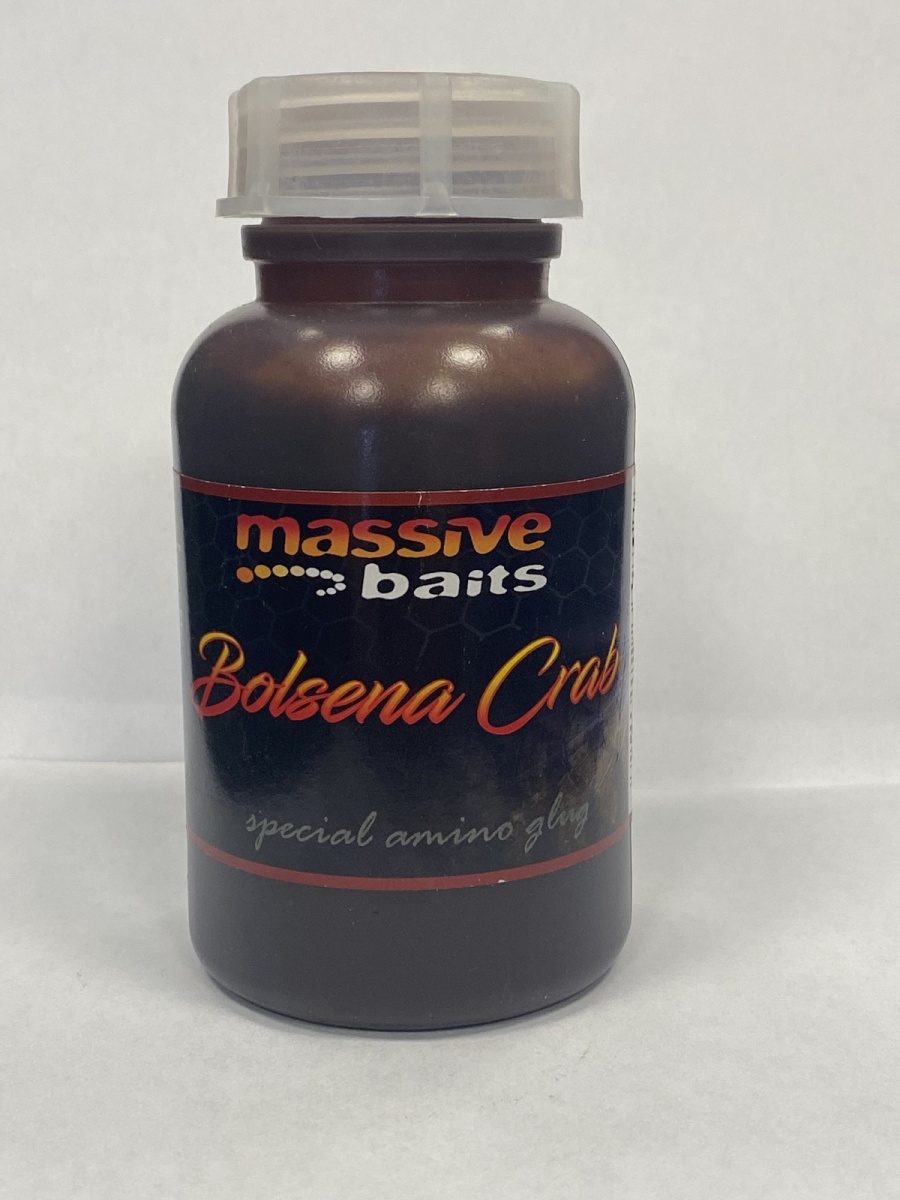 massive
baits
Bolsena Crab
special amino glug